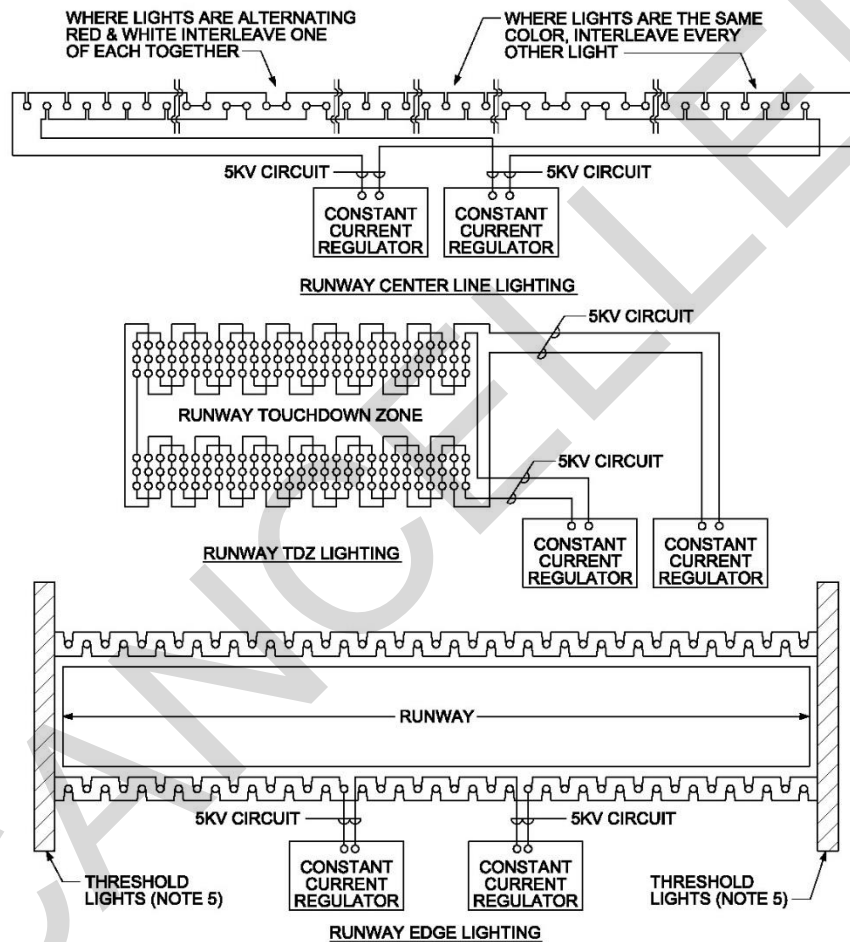 WHERE LIGHTS ARE ALTERNATING
RED & WHITE INTERLEAVE ONE
OF EACH TOGETHER
WHERE LIGHTS ARE THE SAME
COLOR, INTERLEAVE EVERY
OTHER LIGHT
5KV CIRCUIT
5KV CIRCUIT
CONSTANT
CURRENT
REGULATOR
CONSTANT
CURRENT
REGULATOR
RUNWAY CENTER LINE LIGHTING
5KV CIRCUIT
RUNWAY TOUCHDOWN ZONE
5KV CIRCUIT
CONSTANT
CURRENT
REGULATOR
CONSTANT
CURRENT
REGULATOR
RUNWAY TDZ LIGHTING
RUNWAY
5KV CIRCUIT
5KV CIRCUIT
CONSTANT
CURRENT
REGULATOR
CONSTANT
CURRENT
REGULATOR
THRESHOLD
LIGHTS (NOTE 5)
THRESHOLD
LIGHTS (NOTE 5)
RUNWAY EDGE LIGHTING
CANCELLE